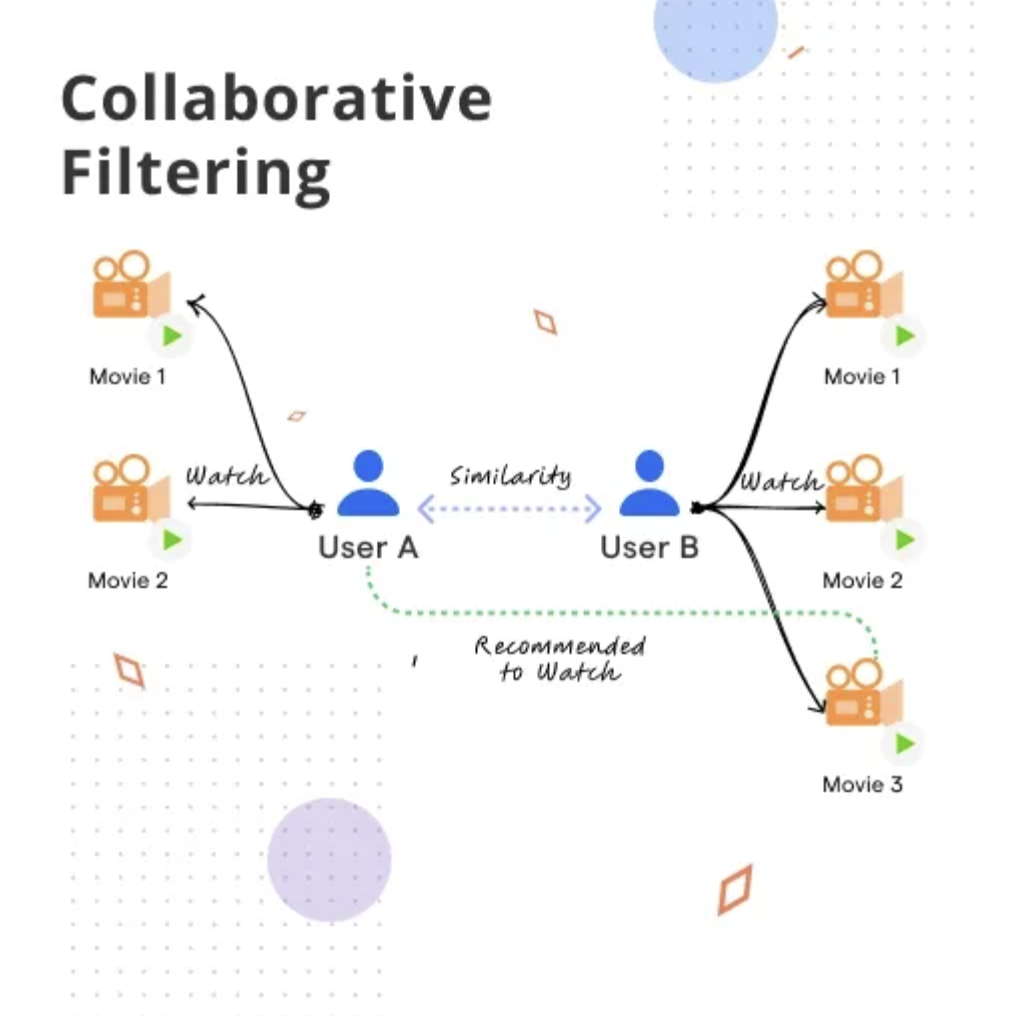 Collaborative
Filtering
Movie 1
Movie 1
Watch
Similarity
Watch
User A
User B
Movie 2
Movie 2
Recommended
to Watch
Movie 3